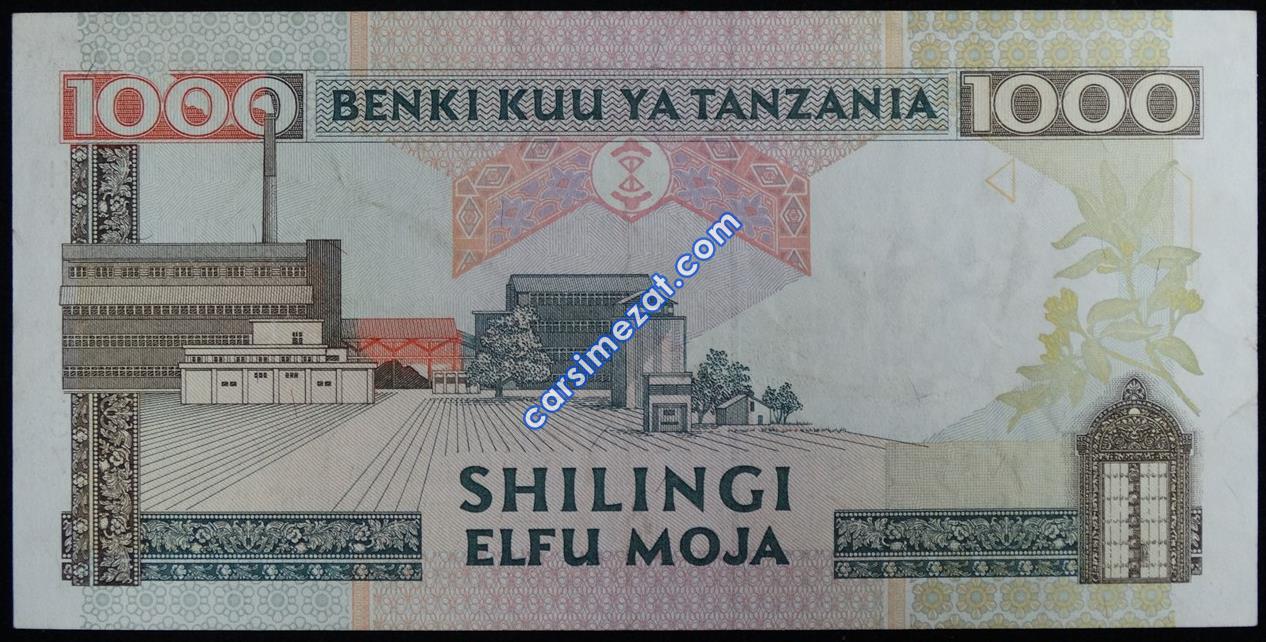 1000 BENKI KUU YA TANZANIA 1000
carsimezat.com
SHILINGI
ELFU MOJA